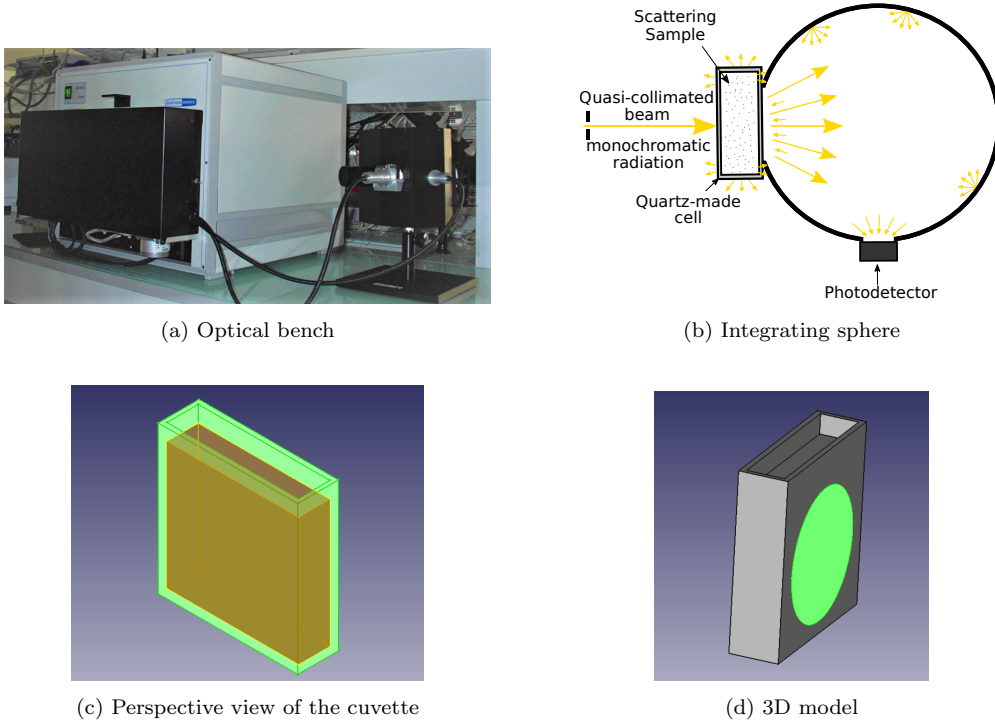 Scattering
Sample
Quasi-collimated
beam
monochromatic
radiation
Quartz-made
cell
Photodetector
(a) Optical bench
(b) Integrating sphere
(c) Perspective view of the cuvette
(d) 3D model